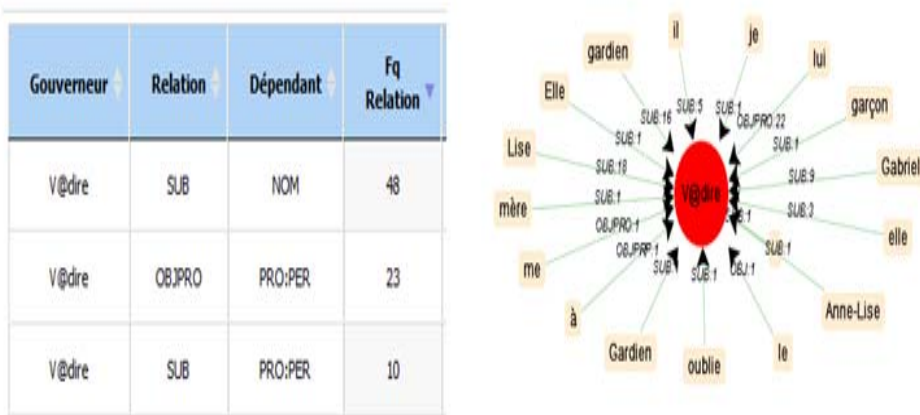 Gouverneur Relation Dépendant Fq Relation
V@dire SUB NOM 48
V@dire OBJPRO PRO:PER 23
V@dire SUB PRO:PER 10
il
je
gardien
lui
Elle
garçon
Lise
Gabriel
mère
elle
me
Anne-Lise
à
le
Gardien
oublie
V@dire
SUB:5
SUB:1
SUB:16
OBJPRO:22
SUB:1
SUB:1
SUB:18
SUB:9
SUB:1
SUB:3
OBJPRO:1
SUB:1
OBJPRP:1
SUB:1
OBJ:1